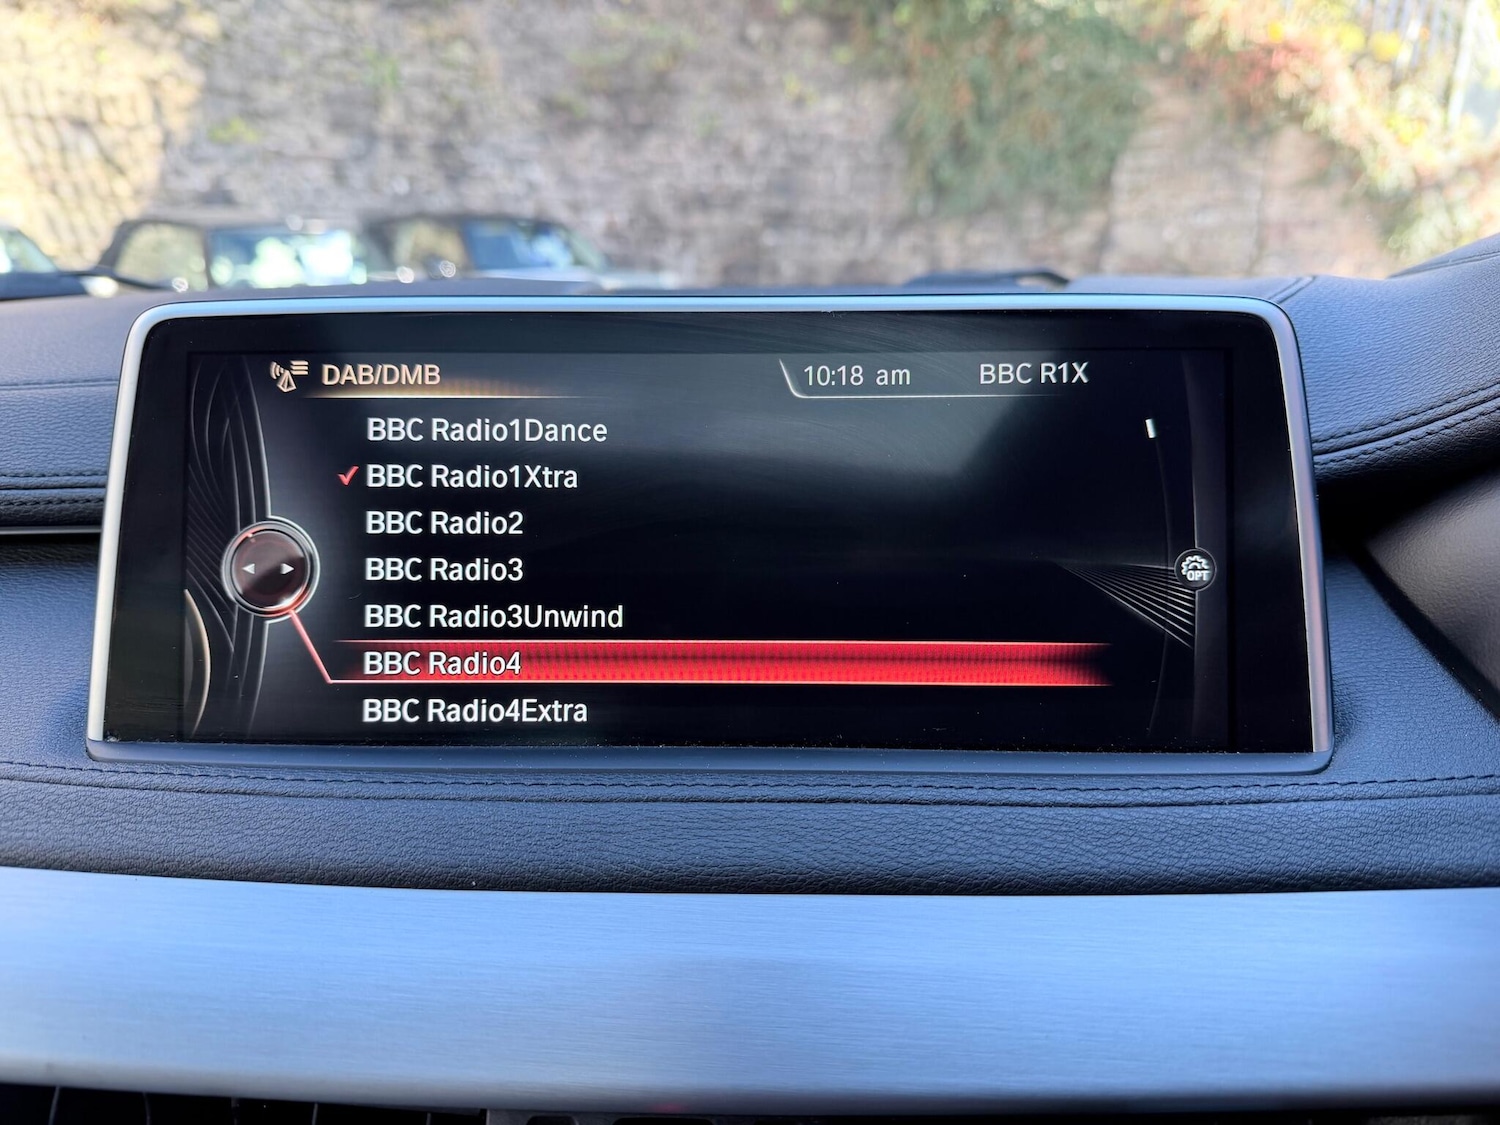 DAB/DMB 10:18 am BBC R1X
BBC Radio1Dance
BBC Radio1Xtra
BBC Radio2
BBC Radio3
BBC Radio3Unwind
OPT
BBC Radio4
BBC Radio4Extra